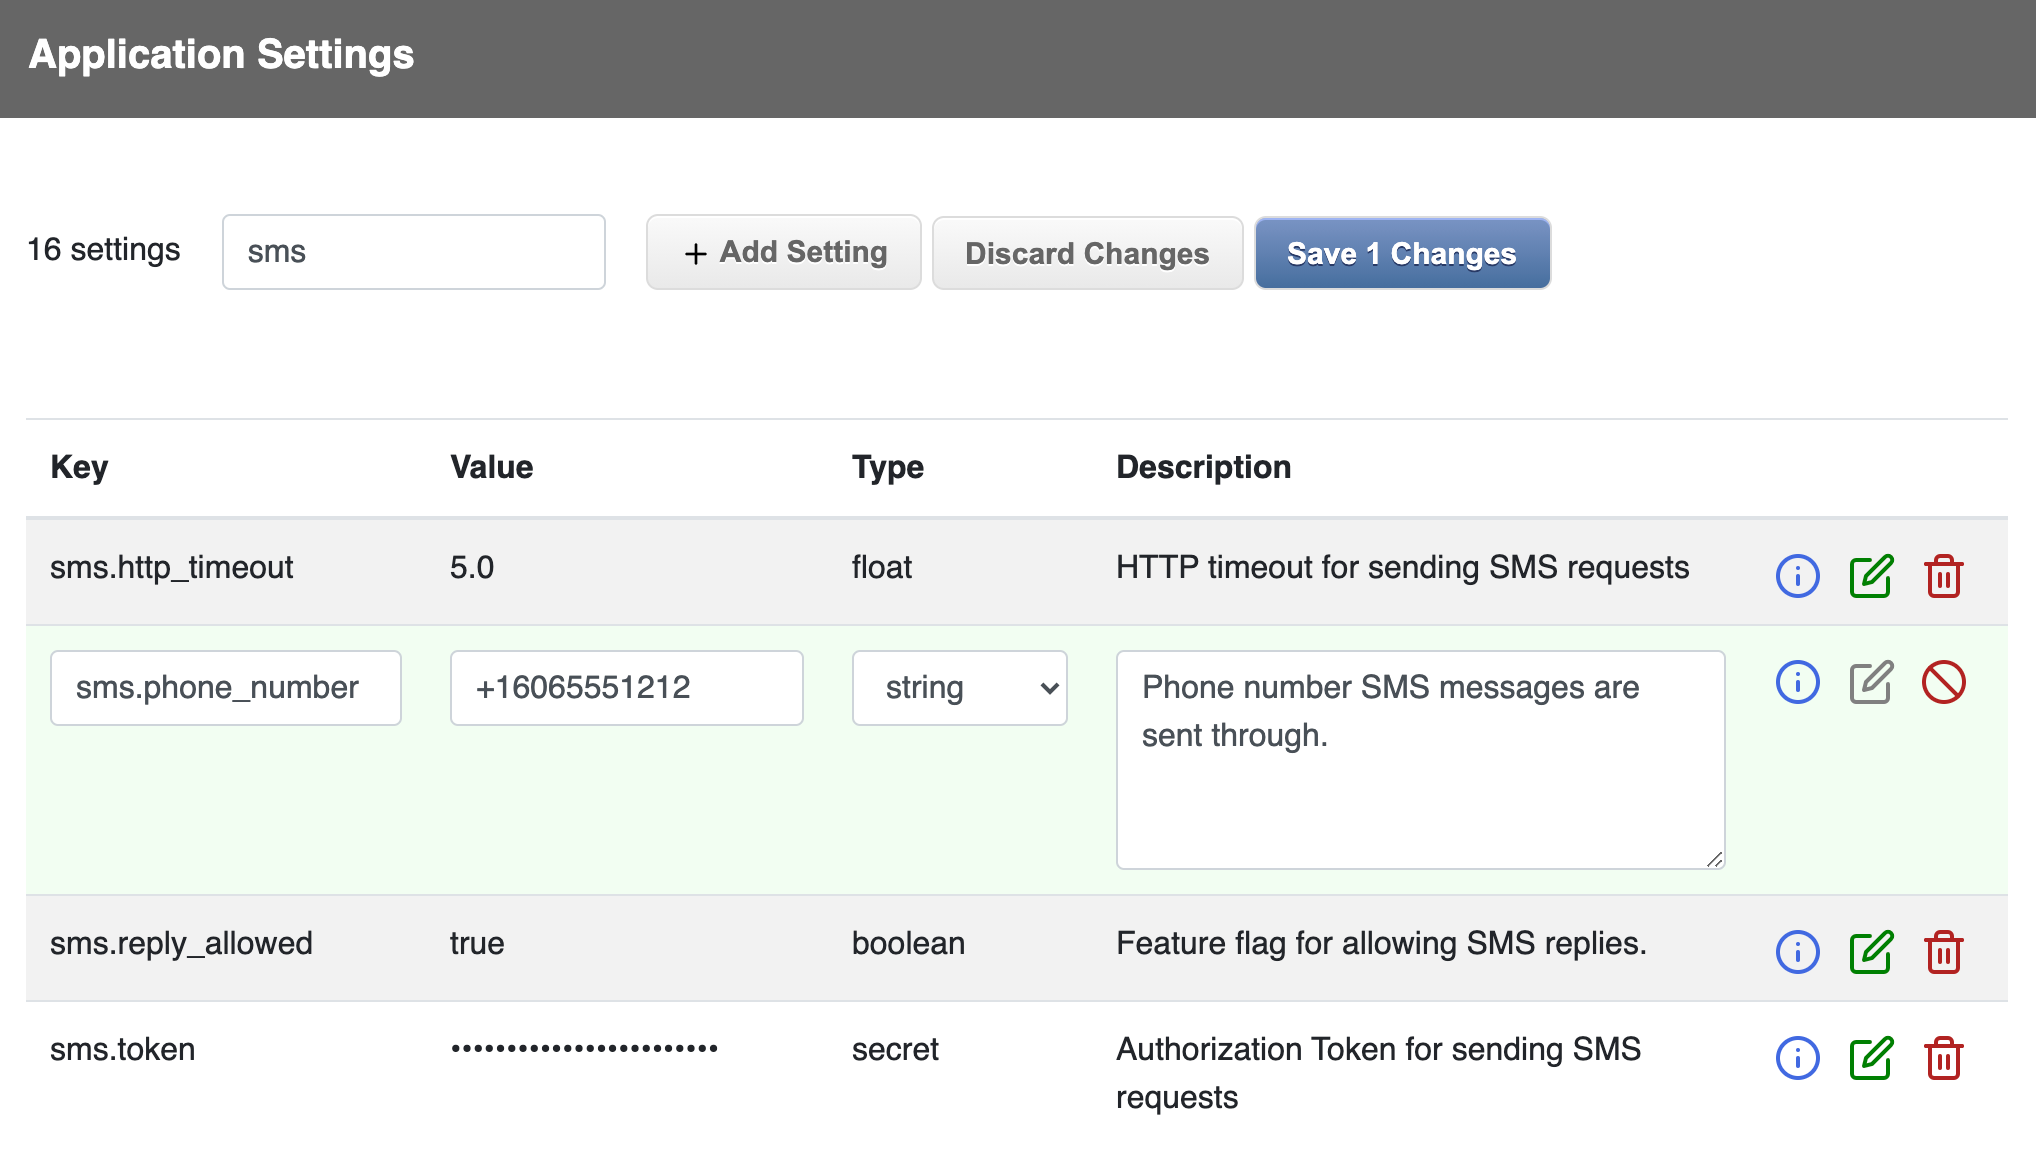 Application Settings
16 settings sms + Add Setting Discard Changes Save 1 Changes
Key Value Type Description
sms.http_timeout 5.0 float HTTP timeout for sending SMS requests
sms.phone_number +16065551212 string Phone number SMS messages are
sent through.
sms.reply_allowed true boolean Feature flag for allowing SMS replies.
sms.token •••••••••••••••••••••••• secret Authorization Token for sending SMS
requests